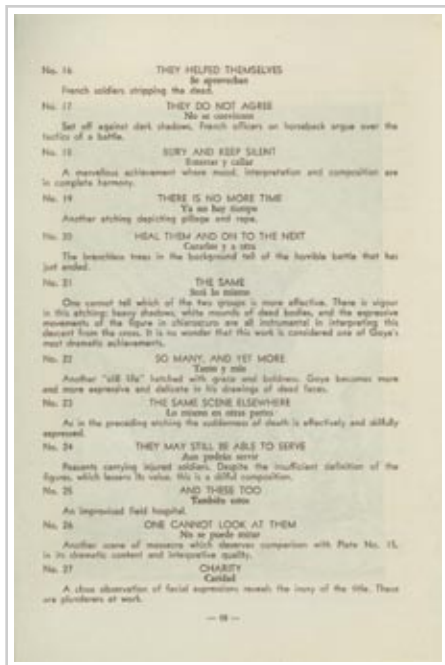 No. 16 THEY HELPED THEMSELVES
Se aprovechan
French soldiers stripping the dead.
No. 17 THEY DO NOT AGREE
No se convienen
Set off against dark shadows, French officers on horseback argue over the
tactics of a battle.
No. 18 BURY AND KEEP SILENT
Enterrar y callar
A marvellous achievement where mood, interpretation and composition are
in complete harmony.
No. 19 THERE IS NO MORE TIME
Ya no hay tiempo
Another etching depicting pillage and rape.
No. 20 HEAL THEM AND ON TO THE NEXT
Curarlos y a otra
The branchless trees in the background tell of the horrible battle that has
just ended.
No. 21 THE SAME
Será lo mismo
One cannot tell which of the two groups is more effective. There is vigour
in this etching: heavy shadows, white mounds of dead bodies, and the expressive
movements of the figure in chiaroscuro are all instrumental in interpreting this
descent from the cross. It is no wonder that this work is considered one of Goya's
most dramatic achievements.
No. 22 SO MANY, AND YET MORE
Tanto y más
Another "still life" hatched with grace and boldness. Goya becomes more
and more expressive and delicate in his drawings of dead faces.
No. 23 THE SAME SCENE ELSEWHERE
Lo mismo en otras partes
As in the preceding etching the suddenness of death is effectively and skilfully
expressed.
No. 24 THEY MAY STILL BE ABLE TO SERVE
Aun podrán servir
Peasants carrying injured soldiers. Despite the insufficient definition of the
figures, which lessens its value, this is a skilful composition.
No. 25 AND THESE TOO
También estos
An improvised field hospital.
No. 26 ONE CANNOT LOOK AT THEM
No se puede mirar
Another scene of massacre which deserves comparison with Plate No. 15,
in its dramatic content and interpretive quality.
No. 27 CHARITY
Caridad
A close observation of facial expressions reveals the irony of the title. These
are plunderers at work.